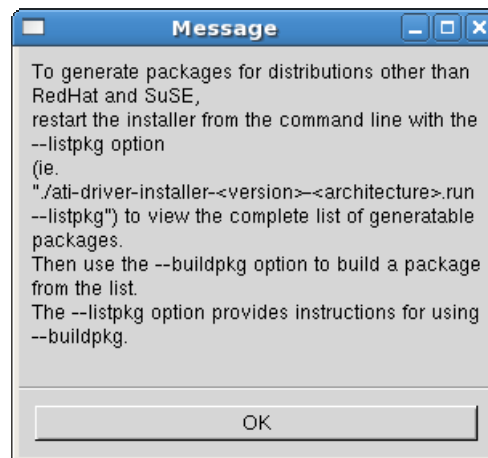 Message
To generate packages for distributions other than
RedHat and SuSE,
restart the installer from the command line with the
--listpkg option
(ie.
"./ati-driver-installer-<version>-<architecture>.run
--listpkg") to view the complete list of generatable
packages.
Then use the --buildpkg option to build a package
from the list.
The --listpkg option provides instructions for using
--buildpkg.
OK